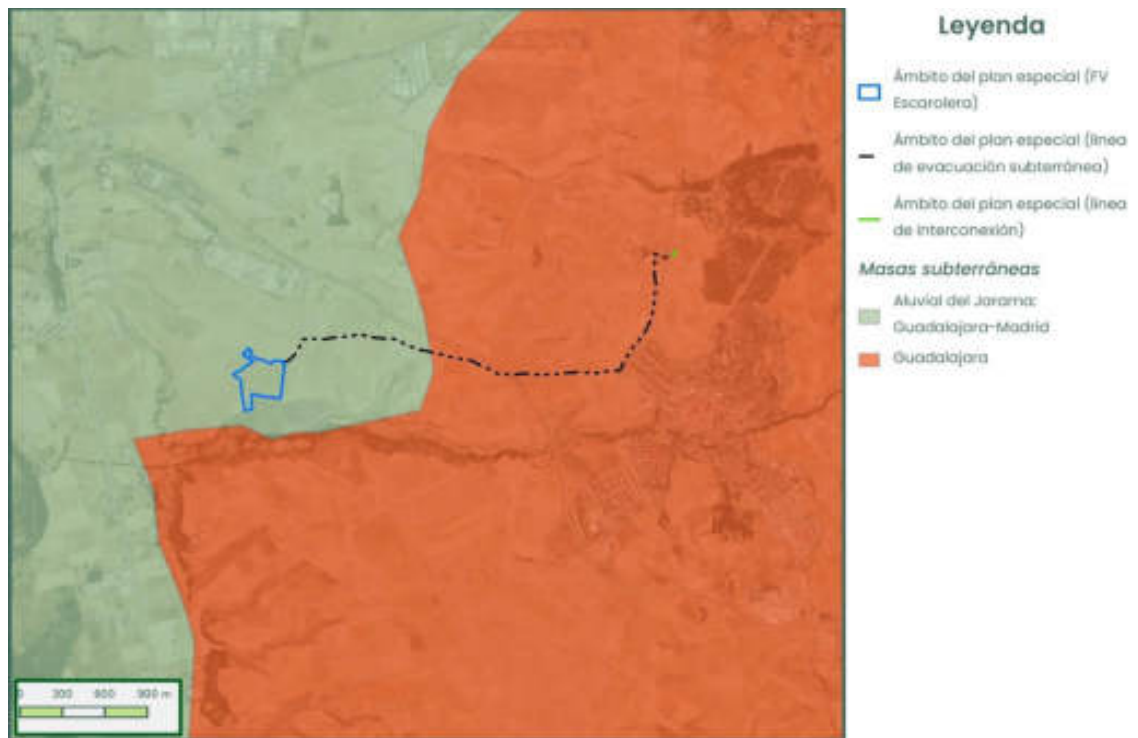 Leyenda
Ámbito del plan especial (FV
Escarolera)
Ámbito del plan especial (línea
de evacuación subterránea)
Ámbito del plan especial (línea
de interconexión)
Masas subterráneas
Aluvial del Jarama:
Guadalajara-Madrid
Guadalajara
0 300 600 900 m